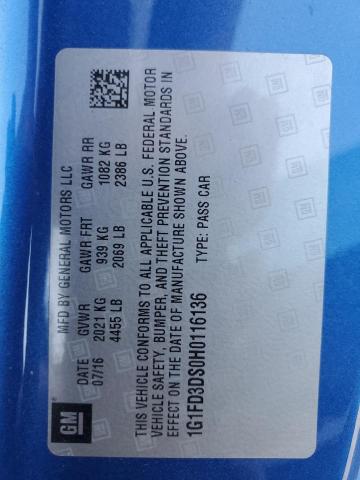 GM
MFD BY GENERAL MOTORS LLC
DATE GVWR GAWR FRT GAWR RR
07/16 2021 KG 939 KG 1082 KG
4455 LB 2069 LB 2386 LB
THIS VEHICLE CONFORMS TO ALL APPLICABLE U.S. FEDERAL MOTOR
VEHICLE SAFETY, BUMPER, AND THEFT PREVENTION STANDARDS IN
EFFECT ON THE DATE OF MANUFACTURE SHOWN ABOVE.
1G1FD3DS0H0116136 TYPE: PASS CAR